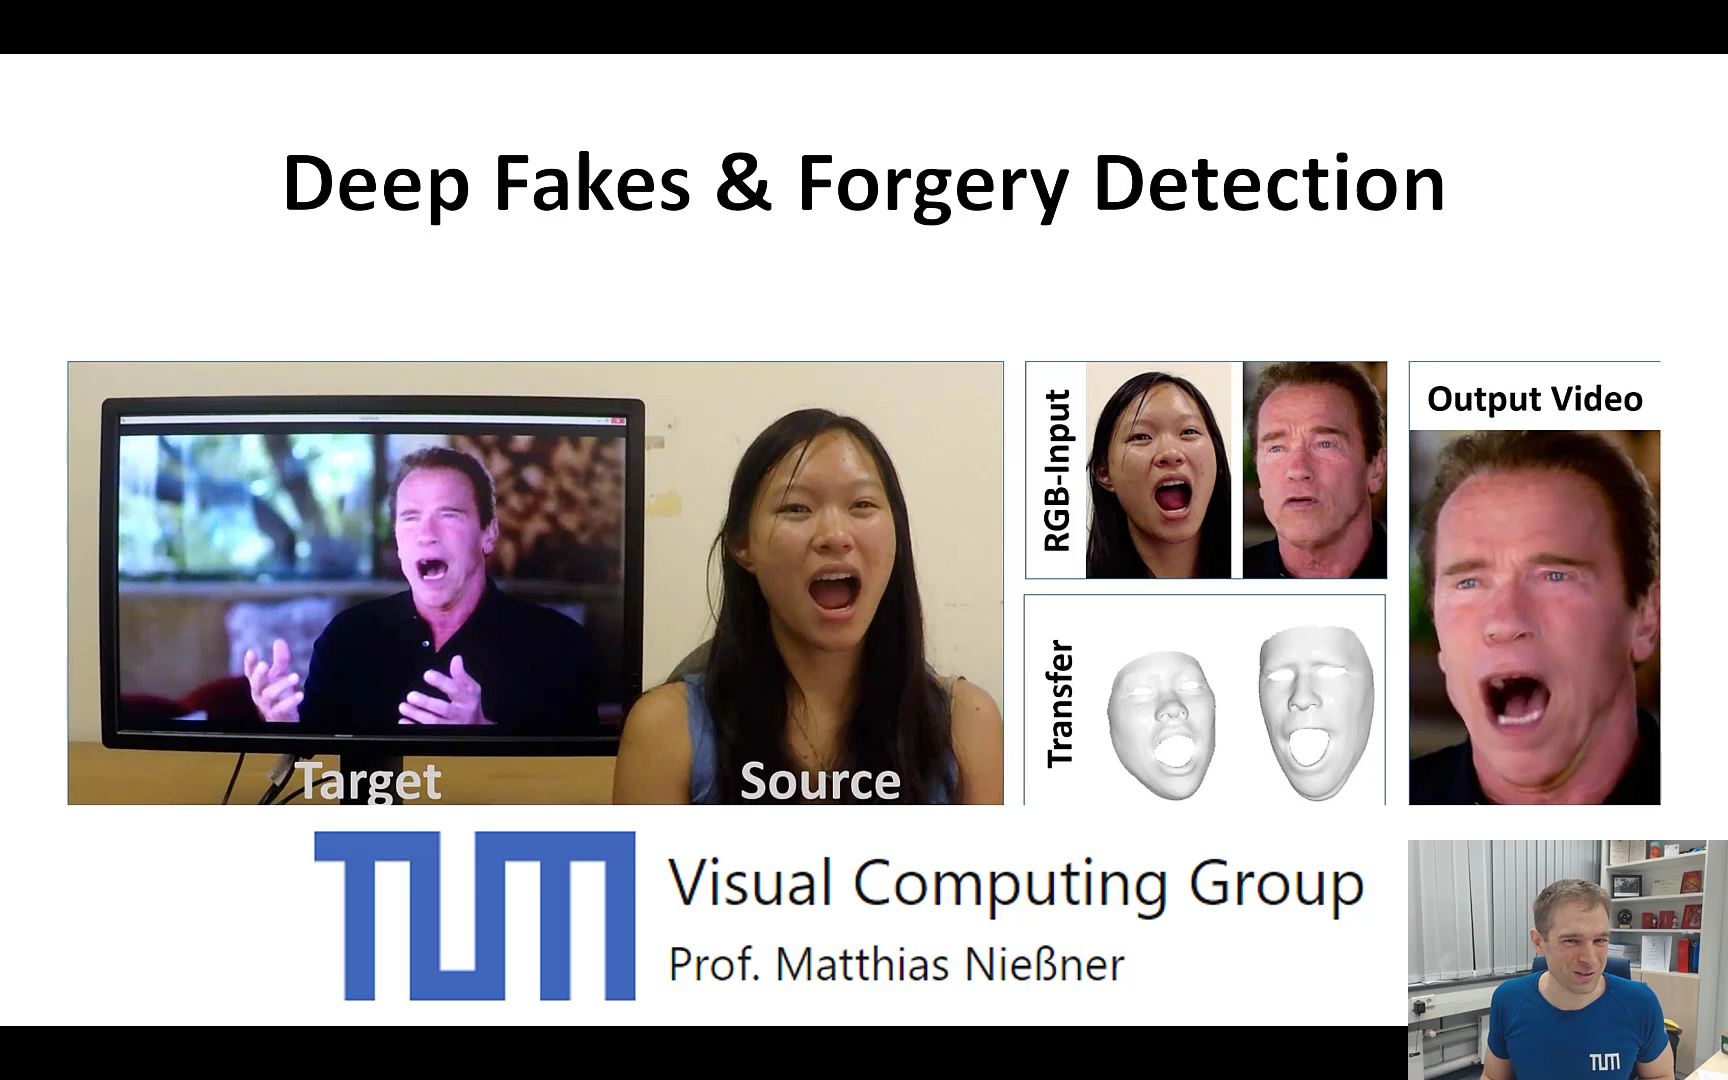 Deep Fakes & Forgery Detection
Target
Source
RGB-Input
Transfer
Output Video
TUM
Visual Computing Group
Prof. Matthias Nießner
TUM